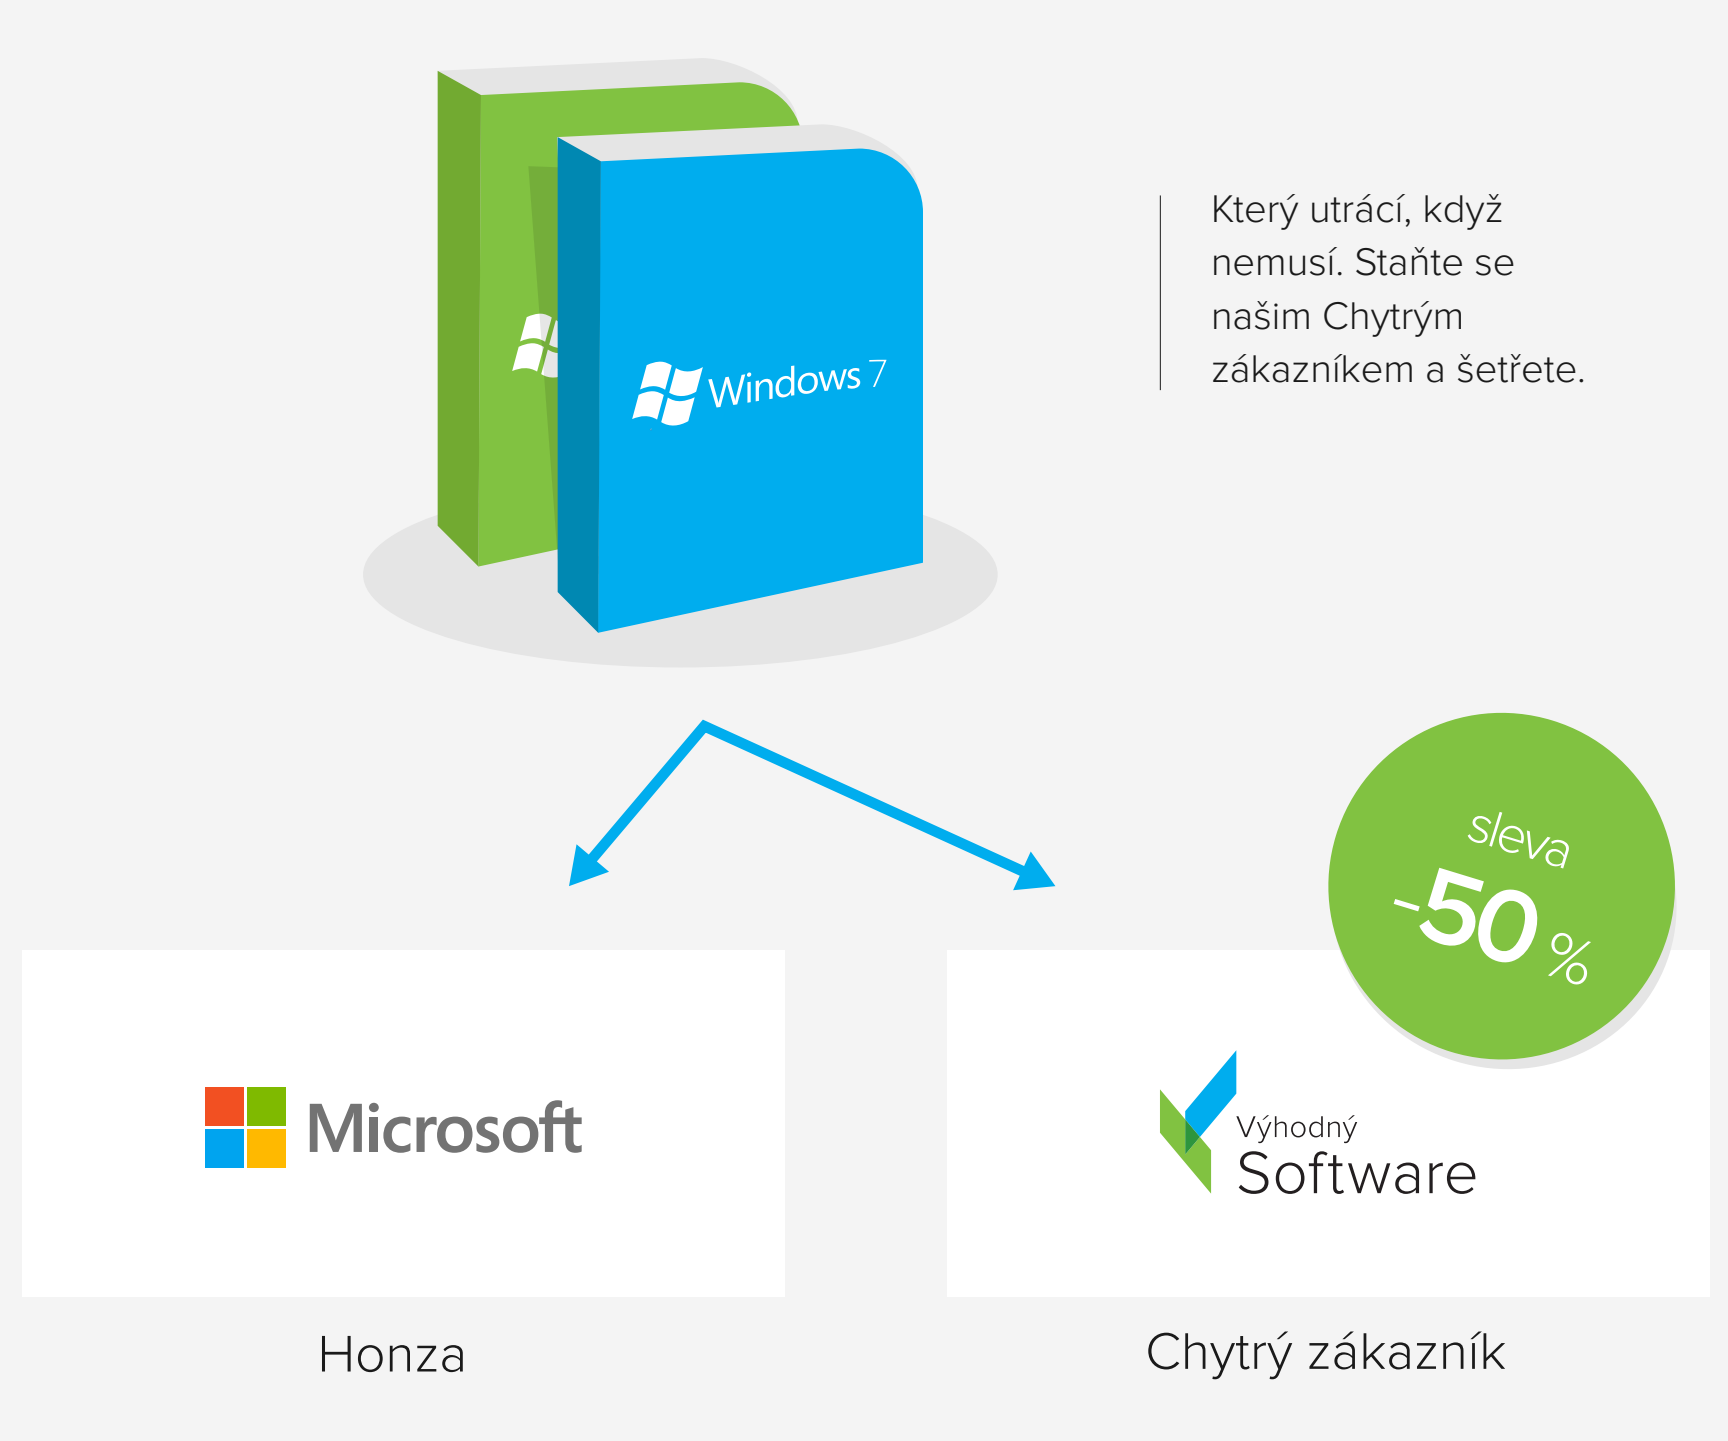 Který utrácí, když
nemusí. Staňte se
našim Chytrým
zákazníkem a šetřete.
Windows 7
sleva
-50 %
Microsoft
Výhodný
Software
Honza
Chytrý zákazník